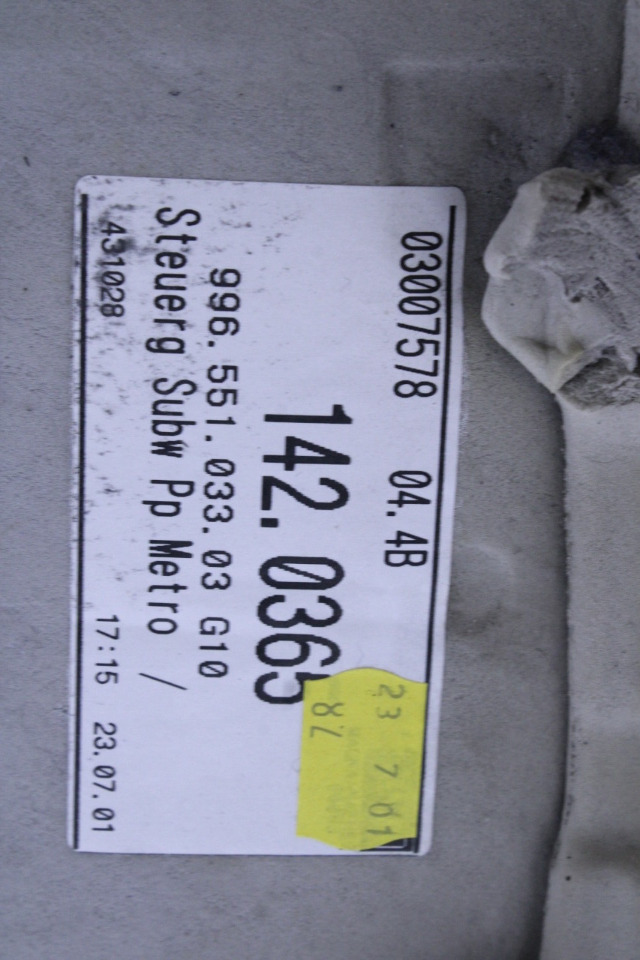 03007578 04.4B
142.0365
996.551.033.03 G10
Steuerg Subw Pp Metro /
431028 17:15 23.07.01
23 7 01
87